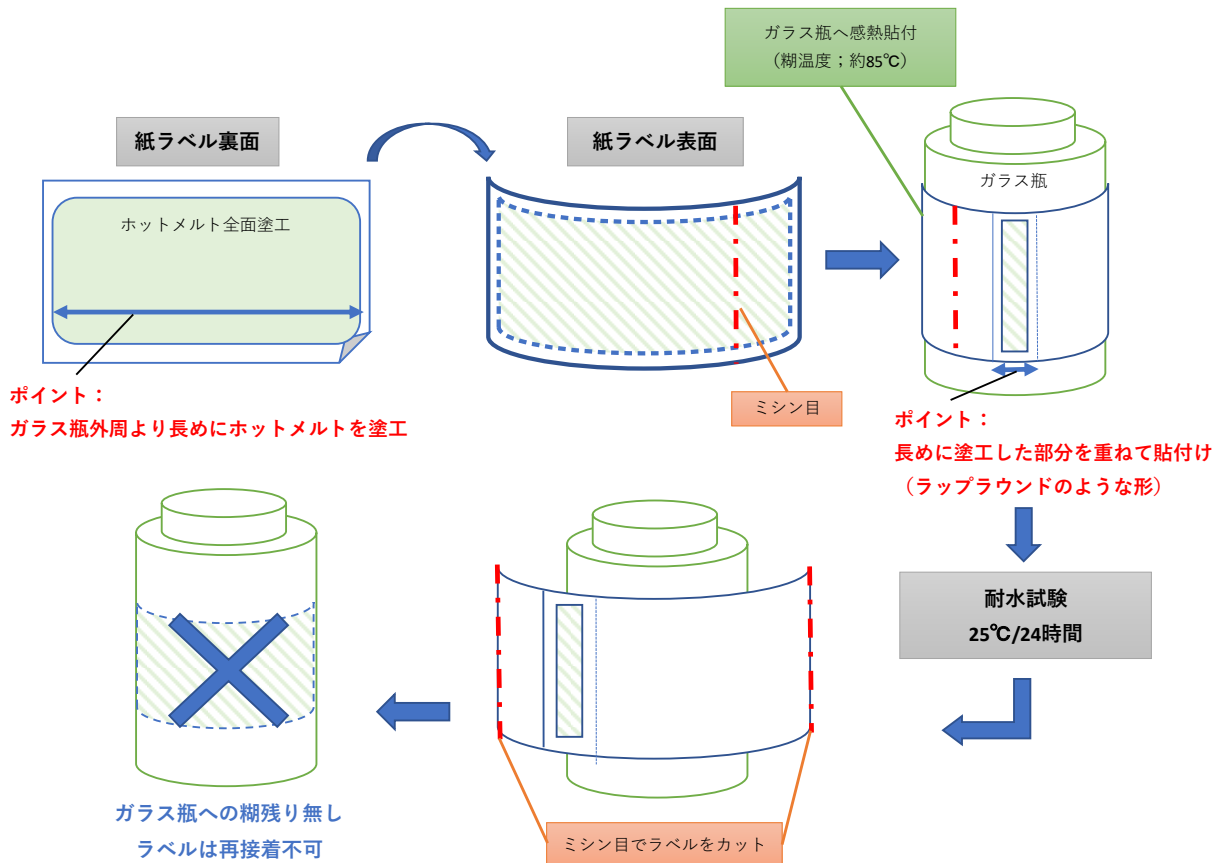 ガラス瓶へ感熱貼付
（糊温度；約85℃）
紙ラベル裏面
紙ラベル表面
ガラス瓶
ホットメルト全面塗工
ミシン目
ポイント：
ガラス瓶外周より長めにホットメルトを塗工
ポイント：
長めに塗工した部分を重ねて貼付け
（ラップラウンドのような形）
耐水試験
25℃/24時間
ミシン目でラベルをカット
ガラス瓶への糊残り無し
ラベルは再接着不可